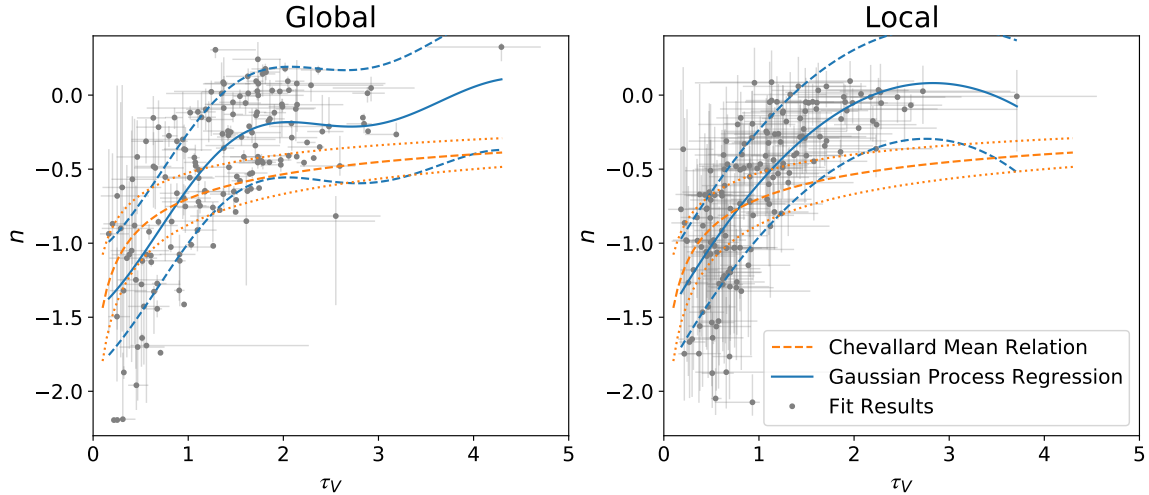 Global
Local
n
0.0
−0.5
−1.0
−1.5
−2.0
0 1 2 3 4 5
τV
n
0.0
−0.5
−1.0
−1.5
−2.0
0 1 2 3 4 5
τV
Chevallard Mean Relation
Gaussian Process Regression
Fit Results